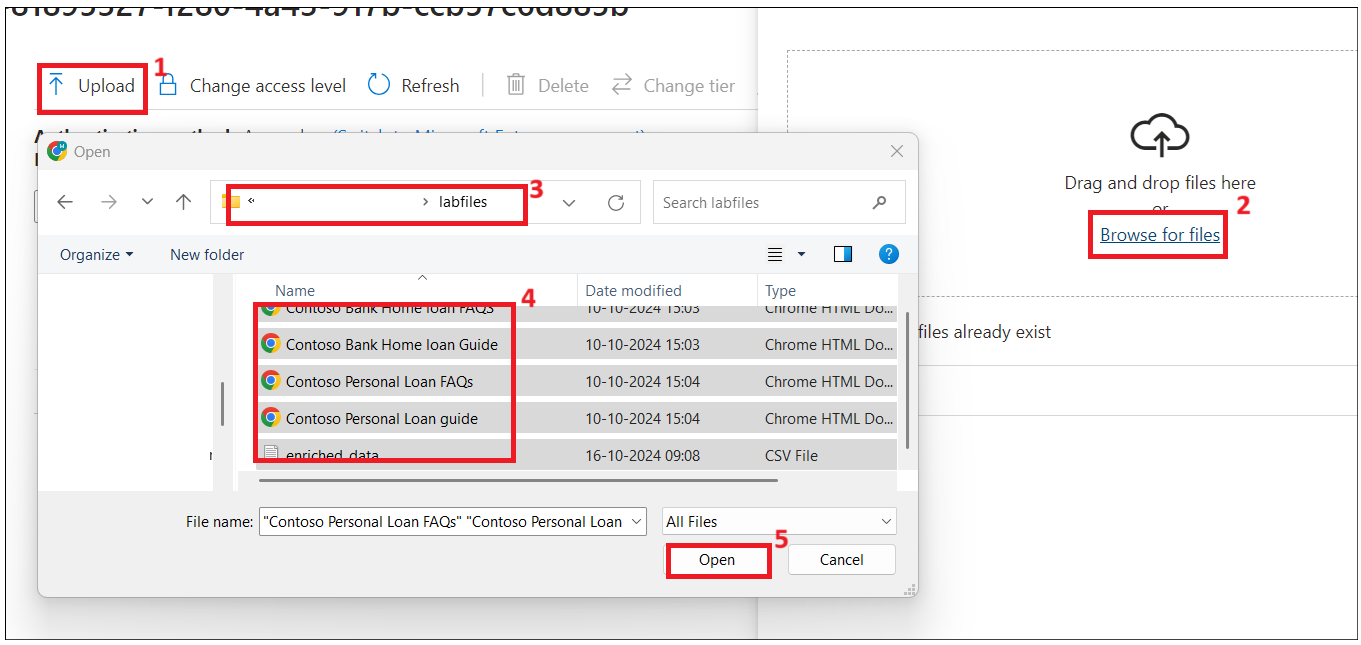 Upload
1
Change access level
Refresh
Delete
Change tier
Open
labfiles
3
Search labfiles
Organize
New folder
Name
Date modified
Type
4
Contoso Bank Home loan FAQS 10-10-2024 15:03 Chrome HTML Do...
Contoso Bank Home loan Guide 10-10-2024 15:03 Chrome HTML Do...
Contoso Personal Loan FAQs 10-10-2024 15:04 Chrome HTML Do...
Contoso Personal Loan guide 10-10-2024 15:04 Chrome HTML Do...
enriched_data 16-10-2024 09:08 CSV File
File name: "Contoso Personal Loan FAQs" "Contoso Personal Loan
All Files
5
Open
Cancel
Drag and drop files here
or
2
Browse for files
files already exist